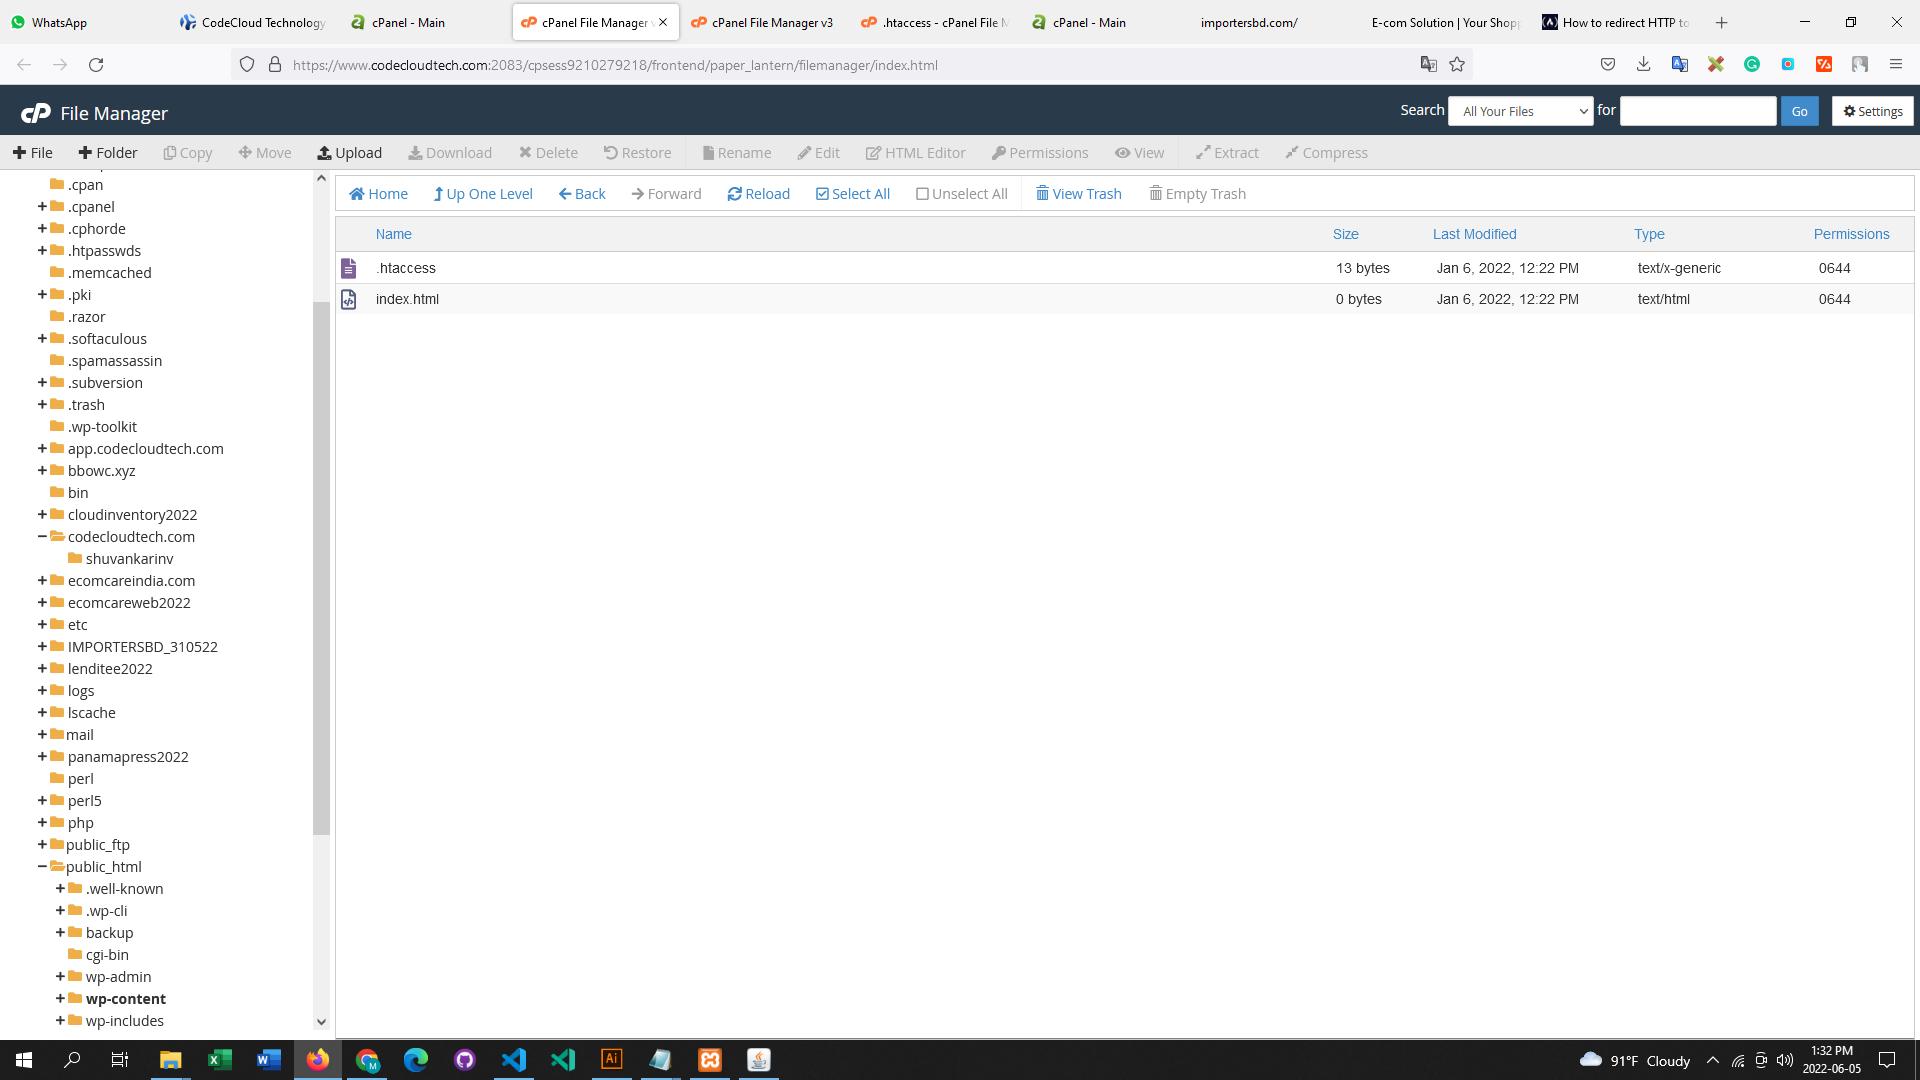 WhatsApp
CodeCloud Technology
cPanel - Main
cPanel File Manager v
cPanel File Manager v3
.htaccess - cPanel File M
cPanel - Main
importersbd.com/
E-com Solution | Your Shopp
How to redirect HTTP to
https://www.codecloudtech.com:2083/cpsess9210279218/frontend/paper_lantern/filemanager/index.html
cP File Manager
Search All Your Files for Go Settings
File Folder Copy Move Upload Download Delete Restore Rename Edit HTML Editor Permissions View Extract Compress
Home Up One Level Back Forward Reload Select All Unselect All View Trash Empty Trash
Name Size Last Modified Type Permissions
.htaccess 13 bytes Jan 6, 2022, 12:22 PM text/x-generic 0644
index.html 0 bytes Jan 6, 2022, 12:22 PM text/html 0644
.cpan
.cpanel
.cphorde
.htpasswds
.memcached
.pki
.razor
.softaculous
.spamassassin
.subversion
.trash
.wp-toolkit
app.codecloudtech.com
bbowc.xyz
bin
cloudinventory2022
codecloudtech.com
shuvankarinv
ecomcareindia.com
ecomcareweb2022
etc
IMPORTERSBD_310522
lenditee2022
logs
lscache
mail
panamapress2022
perl
perl5
php
public_ftp
public_html
.well-known
.wp-cli
backup
cgi-bin
wp-admin
wp-content
wp-includes
91°F Cloudy
1:32 PM
2022-06-05